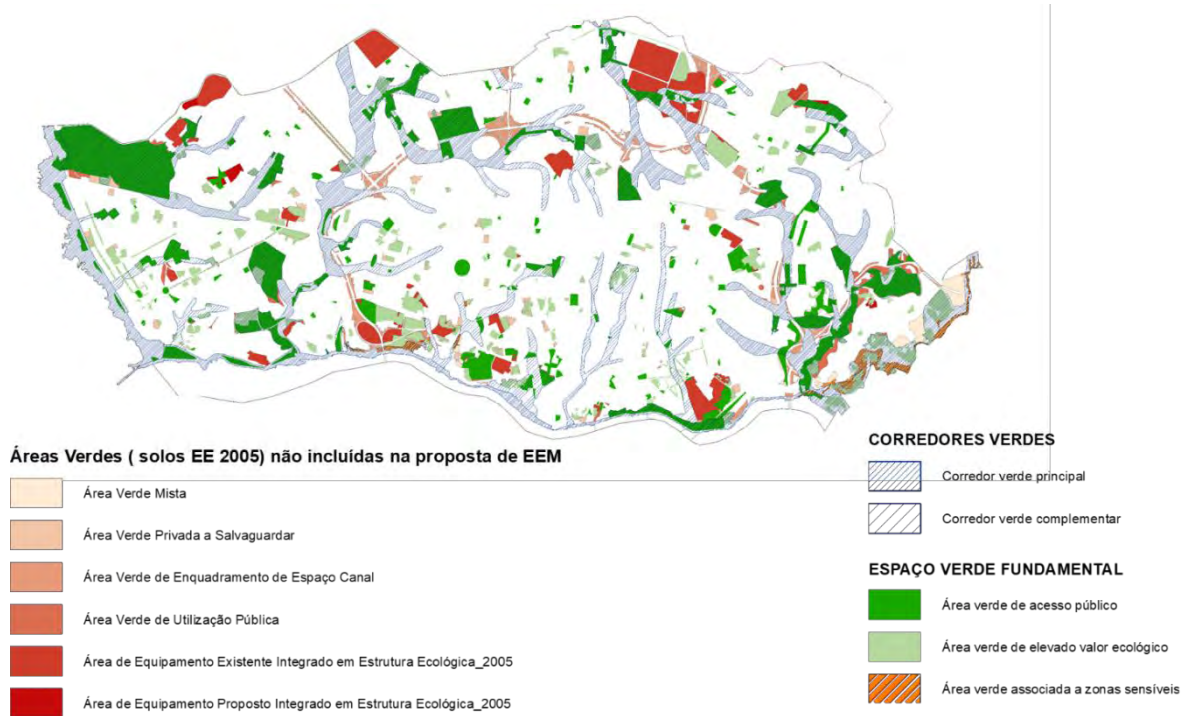 Áreas Verdes ( solos EE 2005) não incluídas na proposta de EEM
Área Verde Mista
Área Verde Privada a Salvaguardar
Área Verde de Enquadramento de Espaço Canal
Área Verde de Utilização Pública
Área de Equipamento Existente Integrado em Estrutura Ecológica_2005
Área de Equipamento Proposto Integrado em Estrutura Ecológica_2005
CORREDORES VERDES
Corredor verde principal
Corredor verde complementar
ESPAÇO VERDE FUNDAMENTAL
Área verde de acesso público
Área verde de elevado valor ecológico
Área verde associada a zonas sensíveis